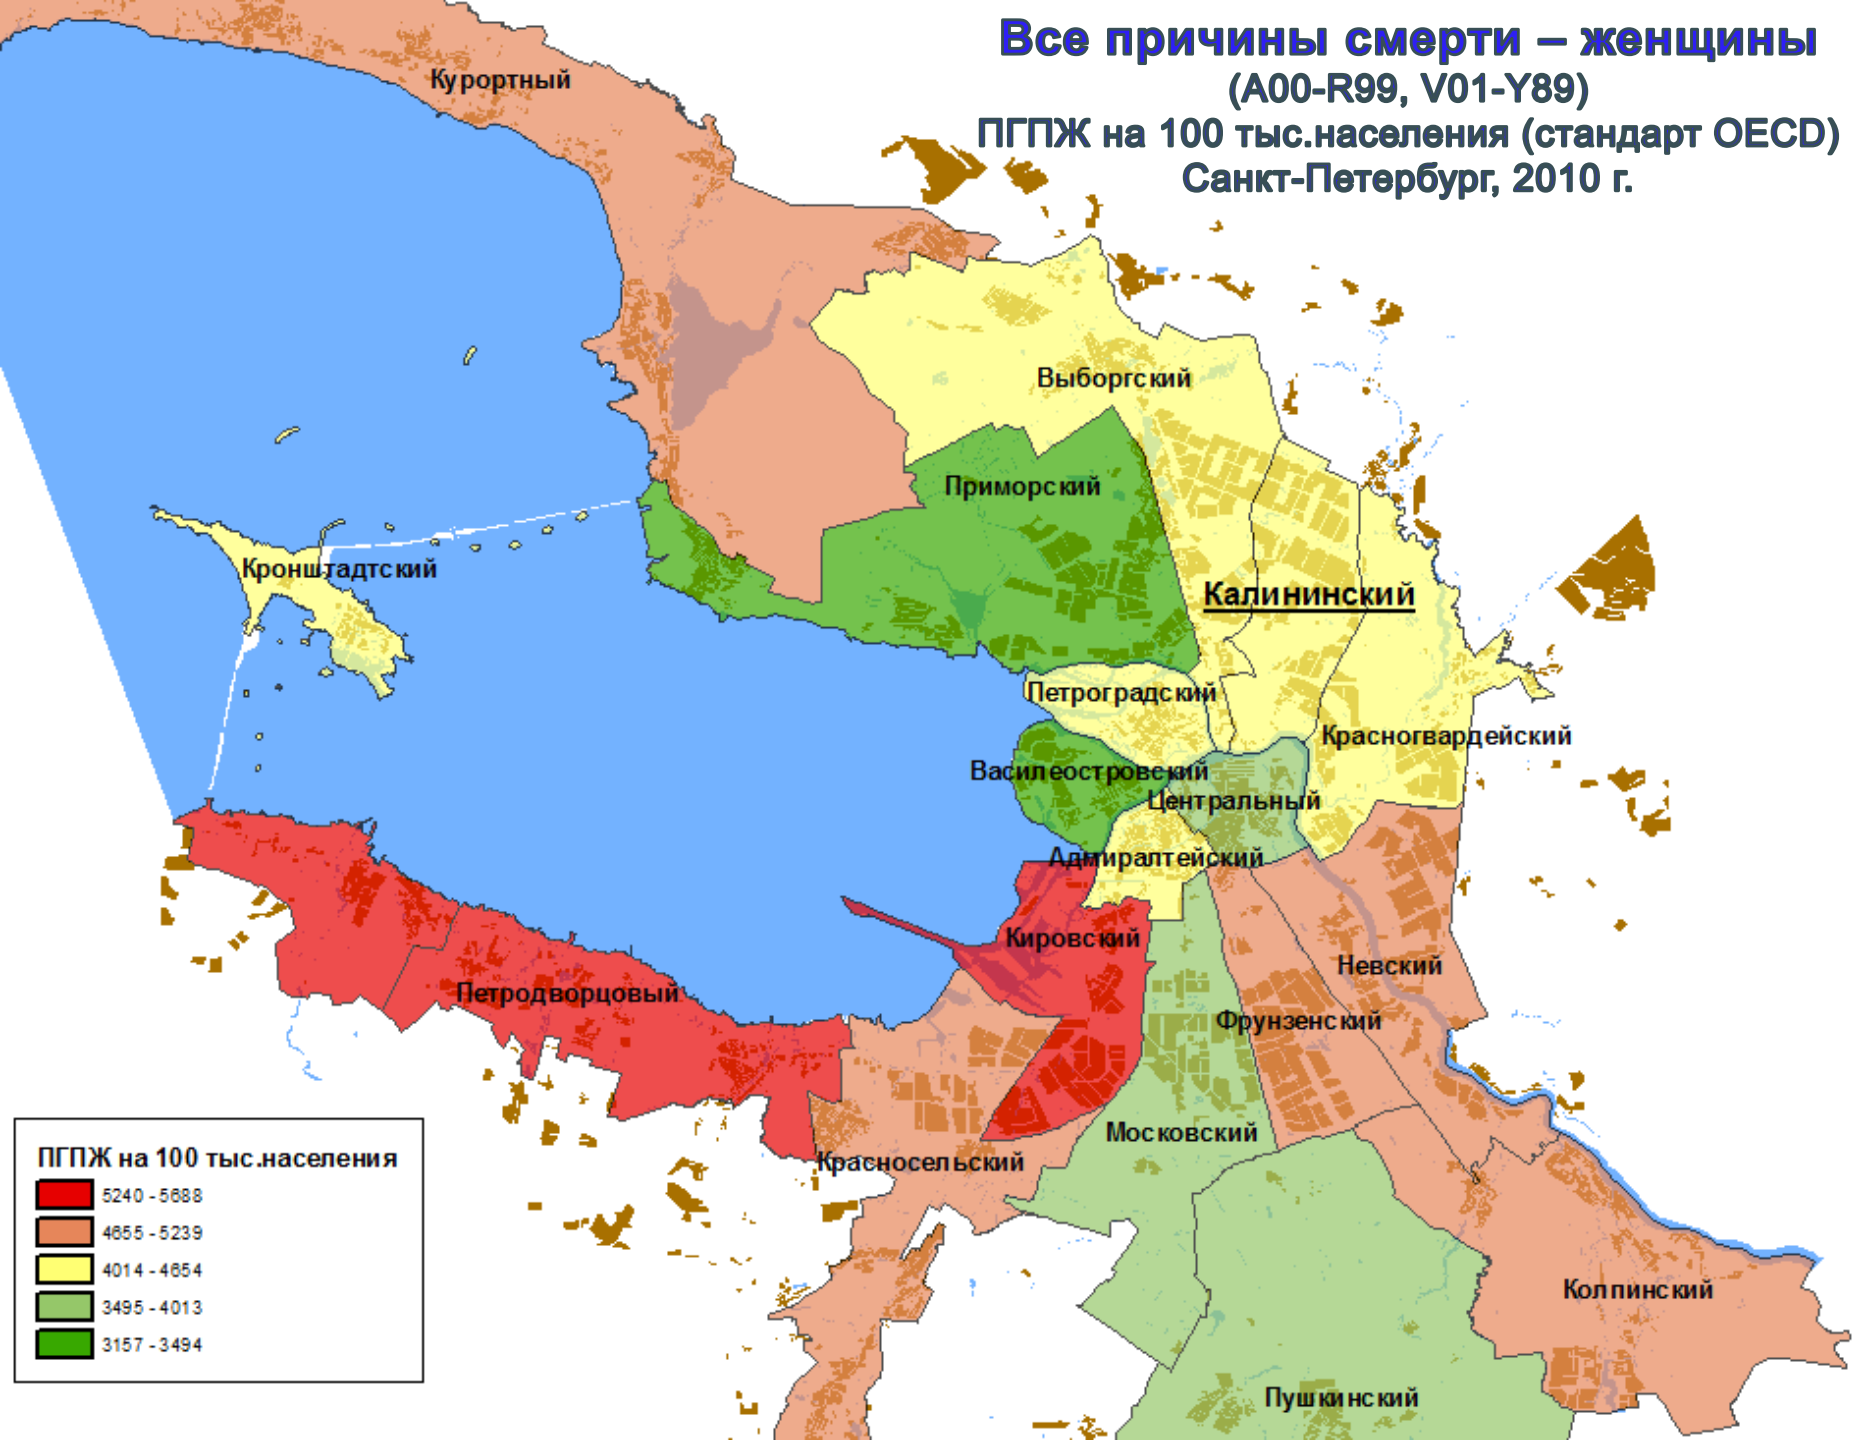 Все причины смерти – женщины
(A00-R99, V01-Y89)
ПГПЖ на 100 тыс.населения (стандарт OECD)
Санкт-Петербург, 2010 г.
Курортный
Выборгский
Приморский
Кронштадтский
Калининский
Петроградский
Красногвардейский
Василеостровский
Центральный
Адмиралтейский
Кировский
Невский
Петродворцовый
Фрунзенский
Московский
Красносельский
Колпинский
Пушкинский
ПГПЖ на 100 тыс.населения
5240 - 5688
4655 - 5239
4014 - 4654
3495 - 4013
3157 - 3494